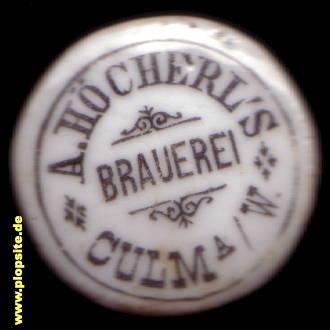 A. HÖCHERL'S
BRAUEREI
CULM A/W.
www.plopsite.de